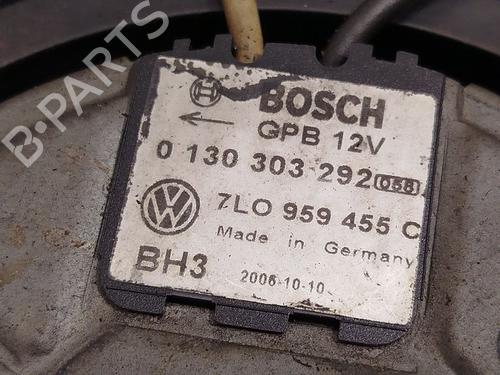 B-PARTS
BOSCH
GPB 12V
0 130 303 292 058
7L0 959 455 C
Made in Germany
BH3 2006-10-10